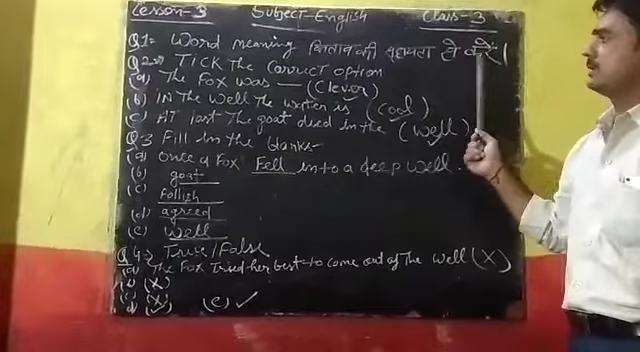 Lesson-3 Subject-English Class-3
Q1= Word meaning किताब की सहायता से करें।
Q2= TICK The Correct option
(a) The Fox was — (Clever)
(b) IN The Well The water is (cool)
(c) AT last The goat died in the (well)
Q3 Fill in the blanks-
(a) Once a Fox Fell in to a deep well.
(b) goat
(c) Follish
(d) agreed
(e) Well
Q4-> True/False
(a) The Fox Tried her best to come out of The Well (X)
(b) (X)
(c) (X)
(d) (✓) (e) ✓